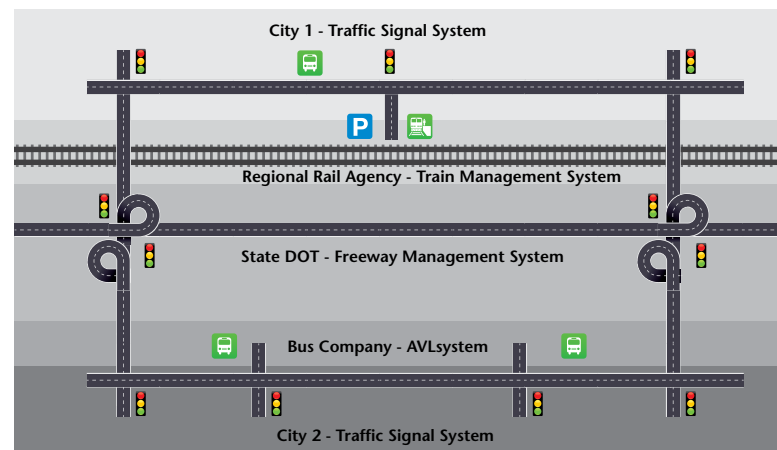 City 1 - Traffic Signal System
P
Regional Rail Agency - Train Management System
State DOT - Freeway Management System
Bus Company - AVLsystem
City 2 - Traffic Signal System